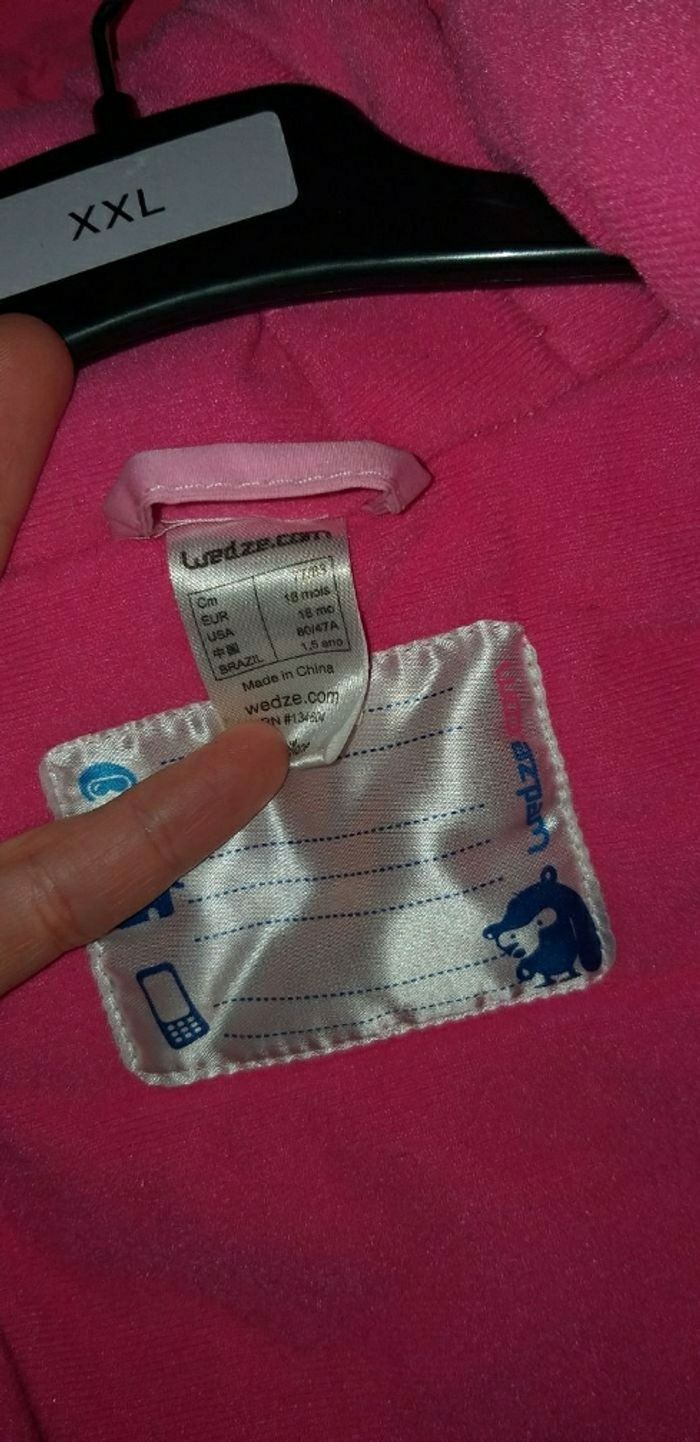 XXL
wedze.com
Cm
EUR 18 mois
USA 18 mo
中国 80/47A
BRAZIL 1,5 ano
Made in China
wedze.com
wedze